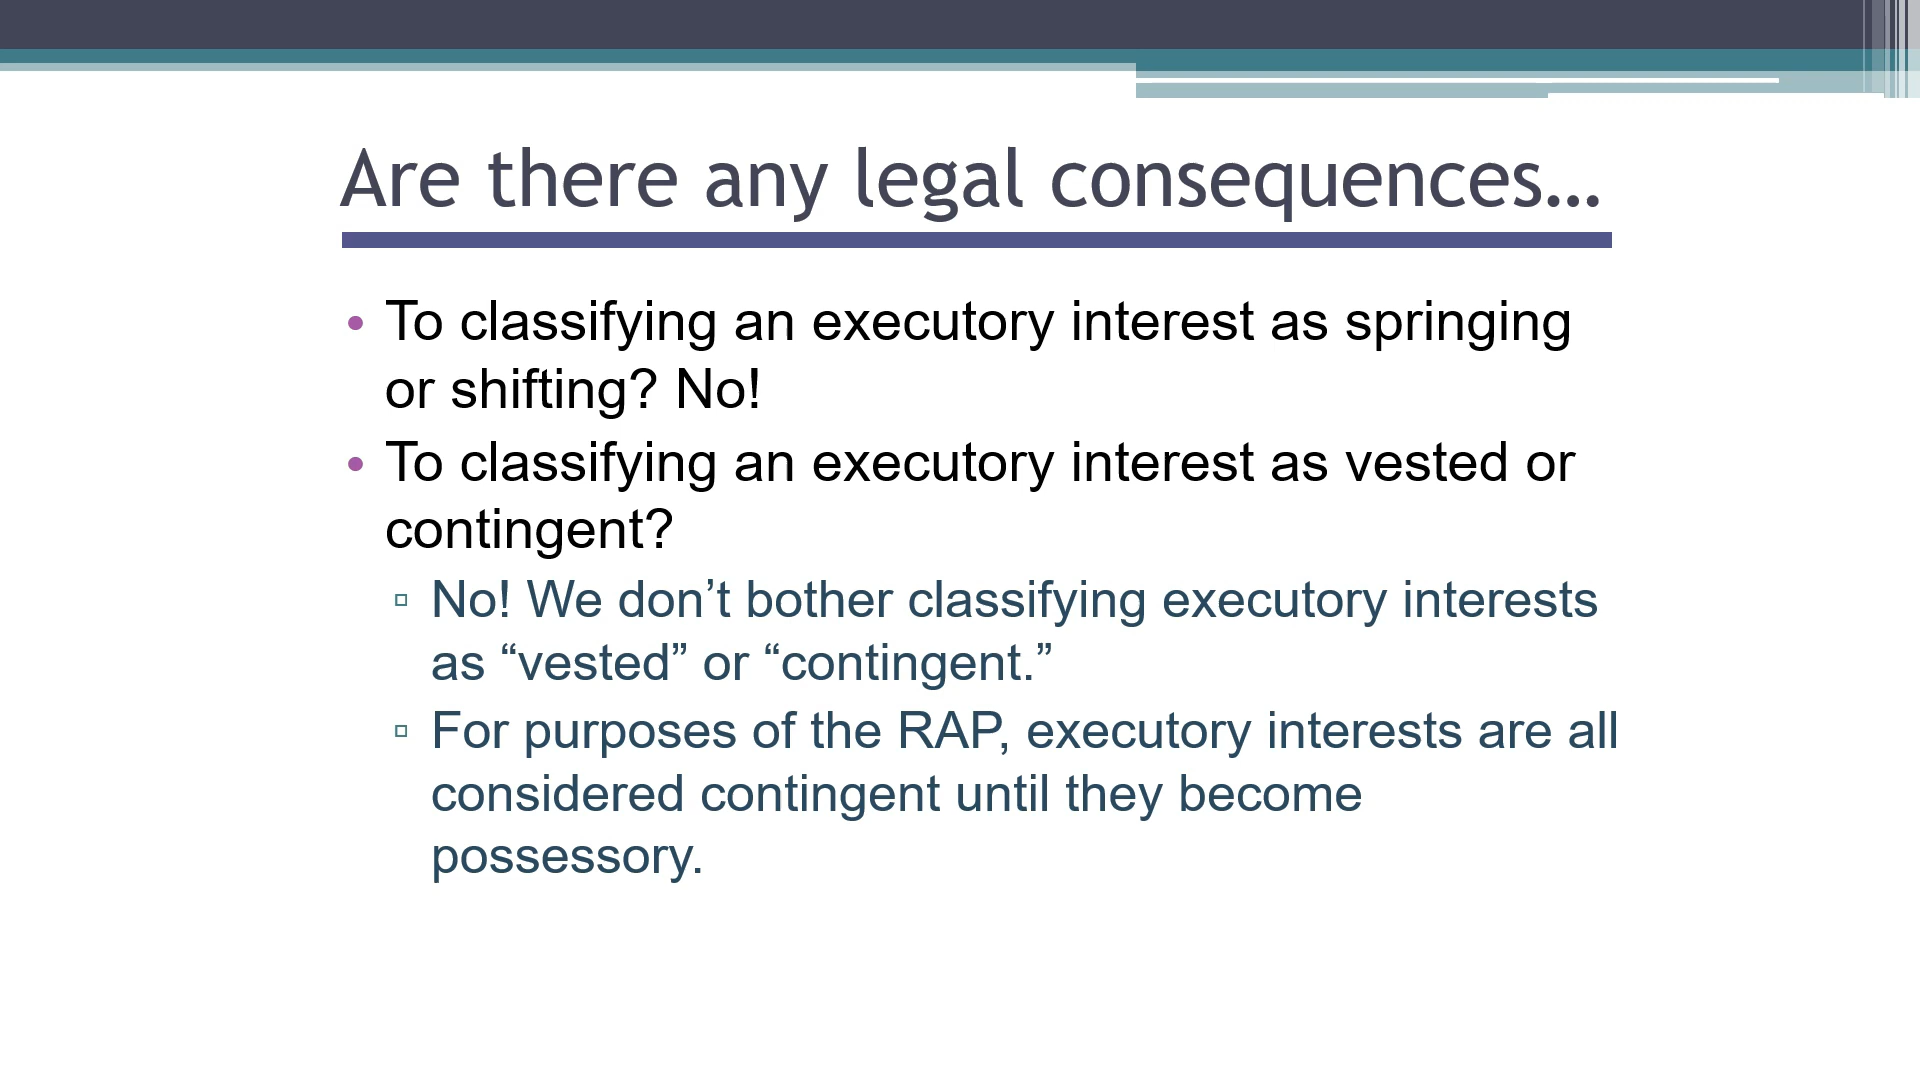 Are there any legal consequences…
• To classifying an executory interest as springing
or shifting? No!
• To classifying an executory interest as vested or
contingent?
▫ No! We don’t bother classifying executory interests
as “vested” or “contingent.”
▫ For purposes of the RAP, executory interests are all
considered contingent until they become
possessory.